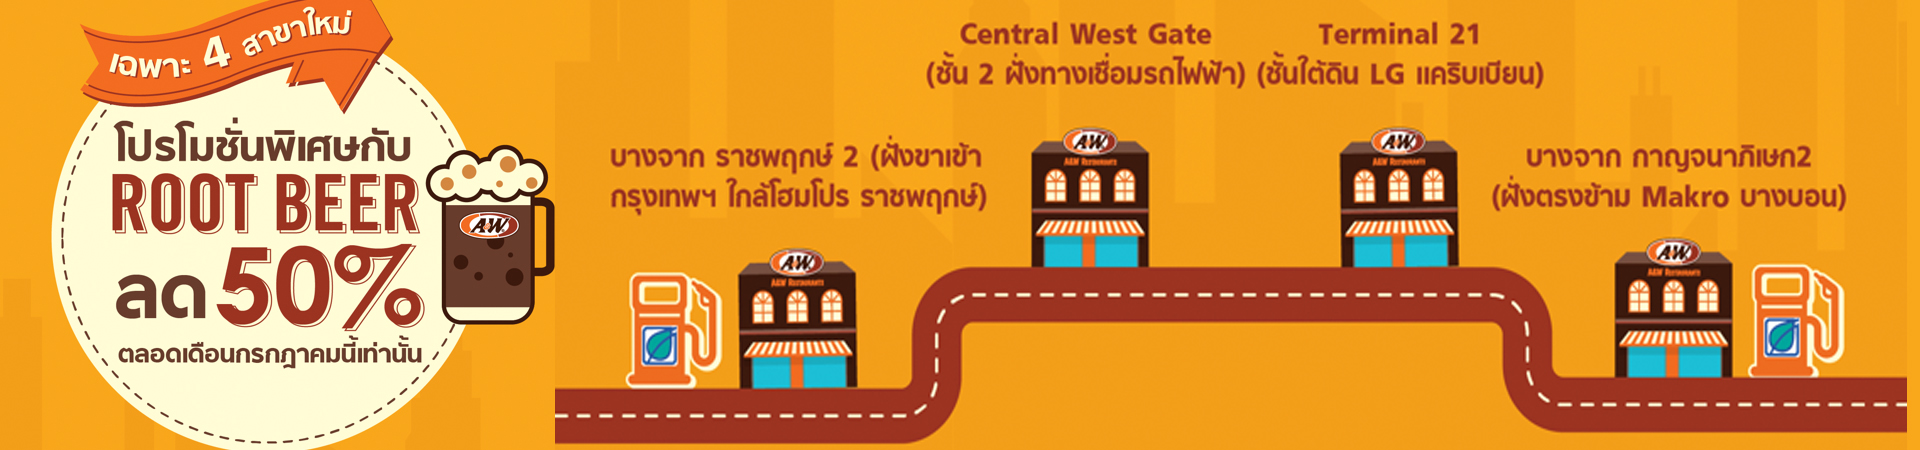 เฉพาะ 4 สาขาใหม่
โปรโมชั่นพิเศษกับ
ROOT BEER
ลด 50%
ตลอดเดือนกรกฎาคมนี้เท่านั้น
A&W
บางจาก ราชพฤกษ์ 2 (ฝั่งขาเข้า
กรุงเทพฯ ใกล้โฮมโปร ราชพฤกษ์)
A&W
A&W RESTAURANTS
Central West Gate
(ชั้น 2 ฝั่งทางเชื่อมรถไฟฟ้า)
A&W
A&W RESTAURANTS
Terminal 21
(ชั้นใต้ดิน LG แคริบเบียน)
A&W
A&W RESTAURANTS
บางจาก กาญจนาภิเษก2
(ฝั่งตรงข้าม Makro บางบอน)
A&W
A&W RESTAURANTS